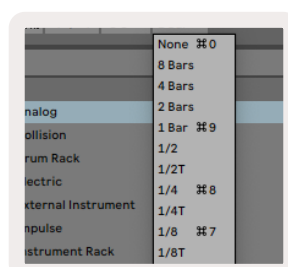 None ⌘0
8 Bars
4 Bars
2 Bars
1 Bar ⌘9
1/2
1/2T
1/4 ⌘8
1/4T
1/8 ⌘7
1/8T
nalog
ollision
rum Rack
lectric
xternal Instrument
mpulse
nstrument Rack